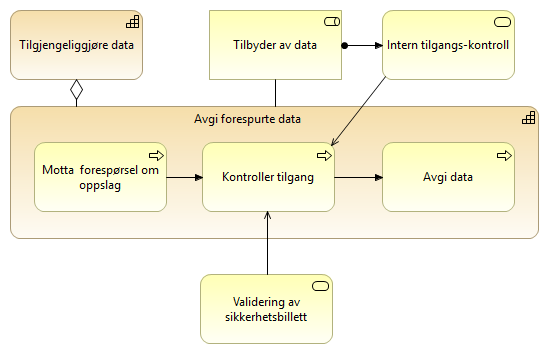 Tilgjengeliggjøre data
Tilbyder av data
Intern tilgangs-kontroll
Avgi forespurte data
Motta forespørsel om
oppslag
Kontroller tilgang
Avgi data
Validering av
sikkerhetsbillett